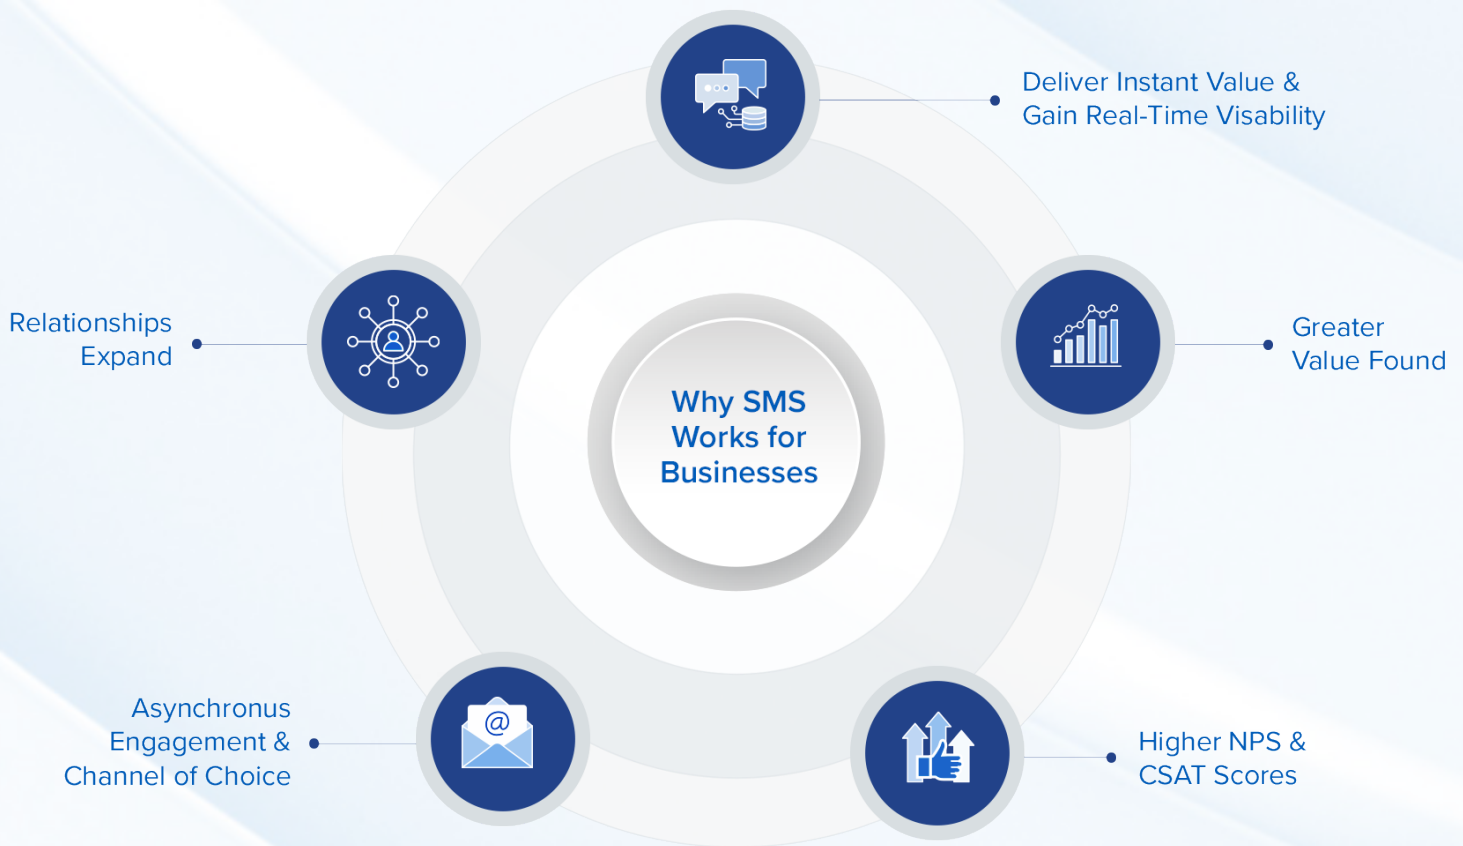 Deliver Instant Value &
Gain Real-Time Visability
Relationships
Expand
Greater
Value Found
Why SMS
Works for
Businesses
@
Asynchronus
Engagement &
Channel of Choice
Higher NPS &
CSAT Scores